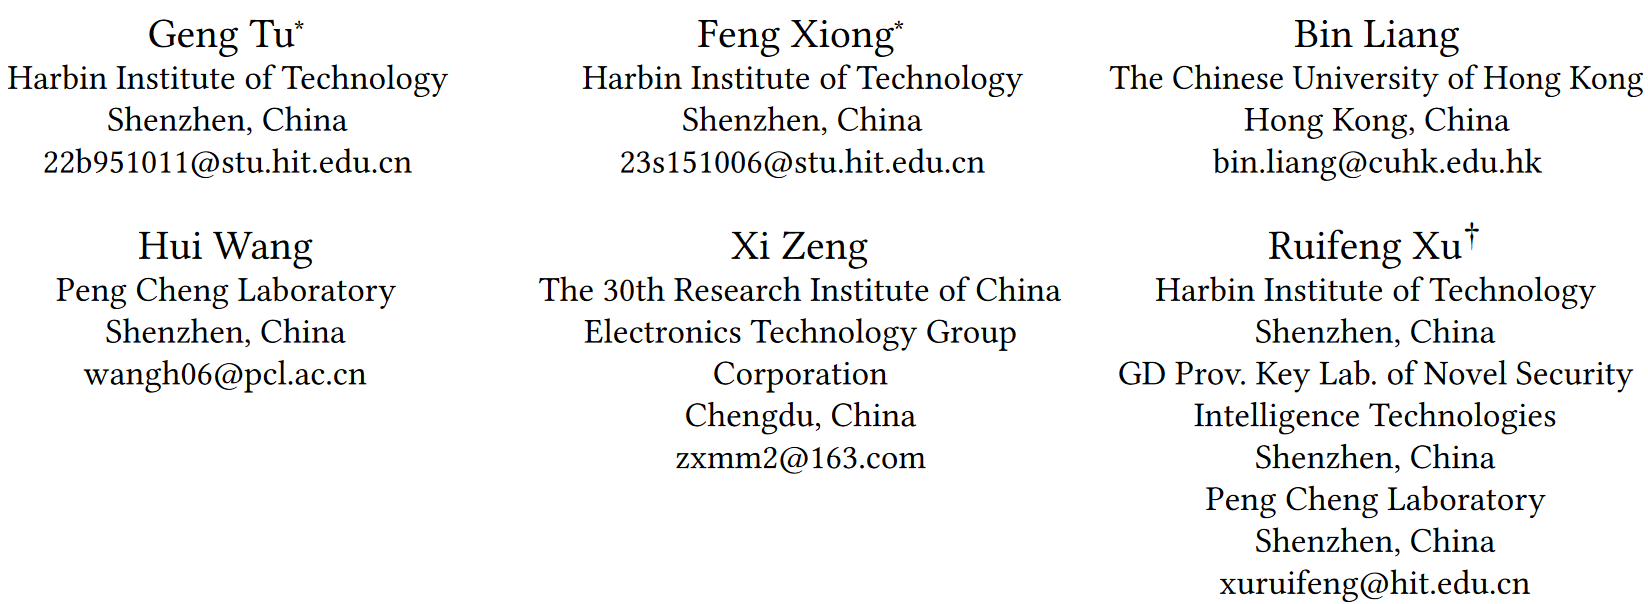 Geng Tu*
Harbin Institute of Technology
Shenzhen, China
22b951011@stu.hit.edu.cn
Feng Xiong*
Harbin Institute of Technology
Shenzhen, China
23s151006@stu.hit.edu.cn
Bin Liang
The Chinese University of Hong Kong
Hong Kong, China
bin.liang@cuhk.edu.hk
Hui Wang
Peng Cheng Laboratory
Shenzhen, China
wangh06@pcl.ac.cn
Xi Zeng
The 30th Research Institute of China
Electronics Technology Group
Corporation
Chengdu, China
zxmm2@163.com
Ruifeng Xu†
Harbin Institute of Technology
Shenzhen, China
GD Prov. Key Lab. of Novel Security
Intelligence Technologies
Shenzhen, China
Peng Cheng Laboratory
Shenzhen, China
xuruifeng@hit.edu.cn